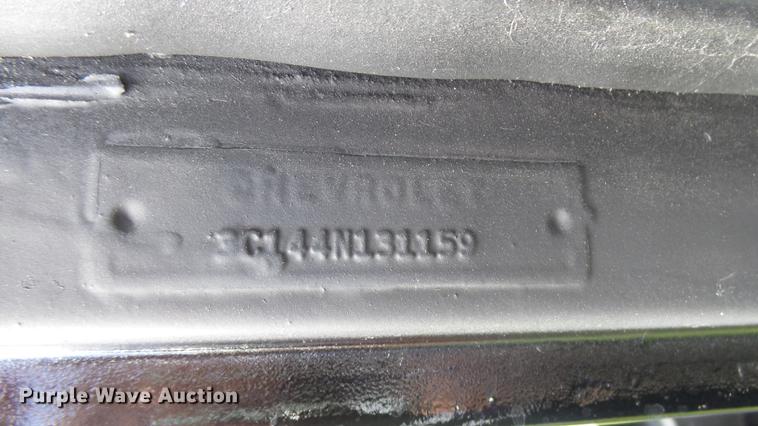 CHEVROLET
3C144N131159
Purple Wave Auction